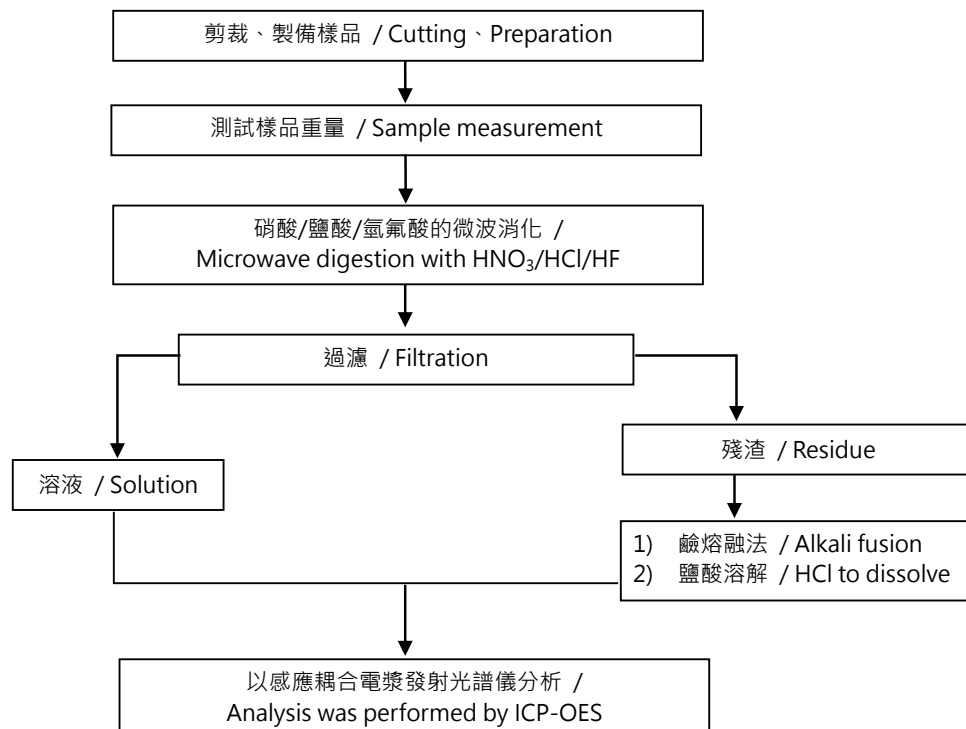 剪裁、製備樣品 / Cutting、Preparation
測試樣品重量 / Sample measurement
硝酸/鹽酸/氫氟酸的微波消化 /
Microwave digestion with HNO₃/HCl/HF
過濾 / Filtration
溶液 / Solution
殘渣 / Residue
1) 鹼熔融法 / Alkali fusion
2) 鹽酸溶解 / HCl to dissolve
以感應耦合電漿發射光譜儀分析 /
Analysis was performed by ICP-OES